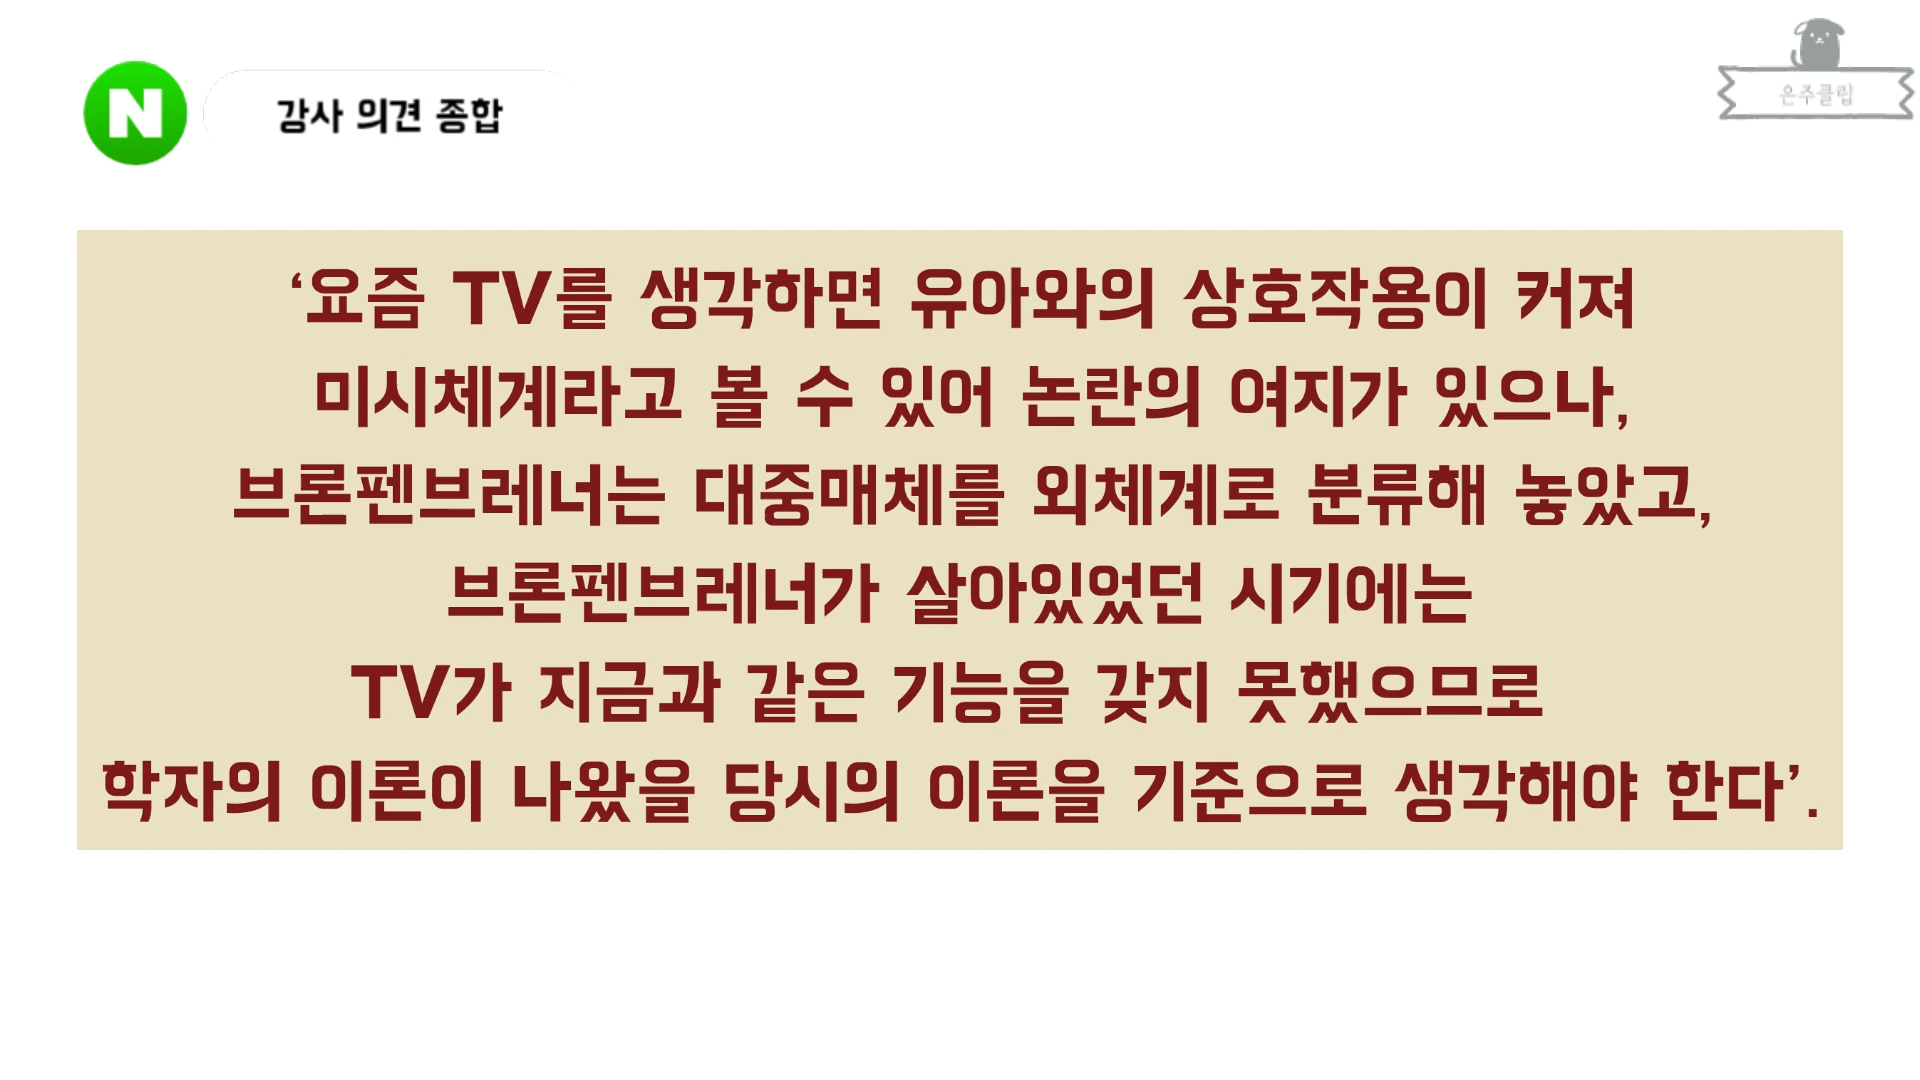 N 강사 의견 종합
은주클립
‘요즘 TV를 생각하면 유아와의 상호작용이 커져
미시체계라고 볼 수 있어 논란의 여지가 있으나,
브론펜브레너는 대중매체를 외체계로 분류해 놓았고,
브론펜브레너가 살아있었던 시기에는
TV가 지금과 같은 기능을 갖지 못했으므로
학자의 이론이 나왔을 당시의 이론을 기준으로 생각해야 한다’.